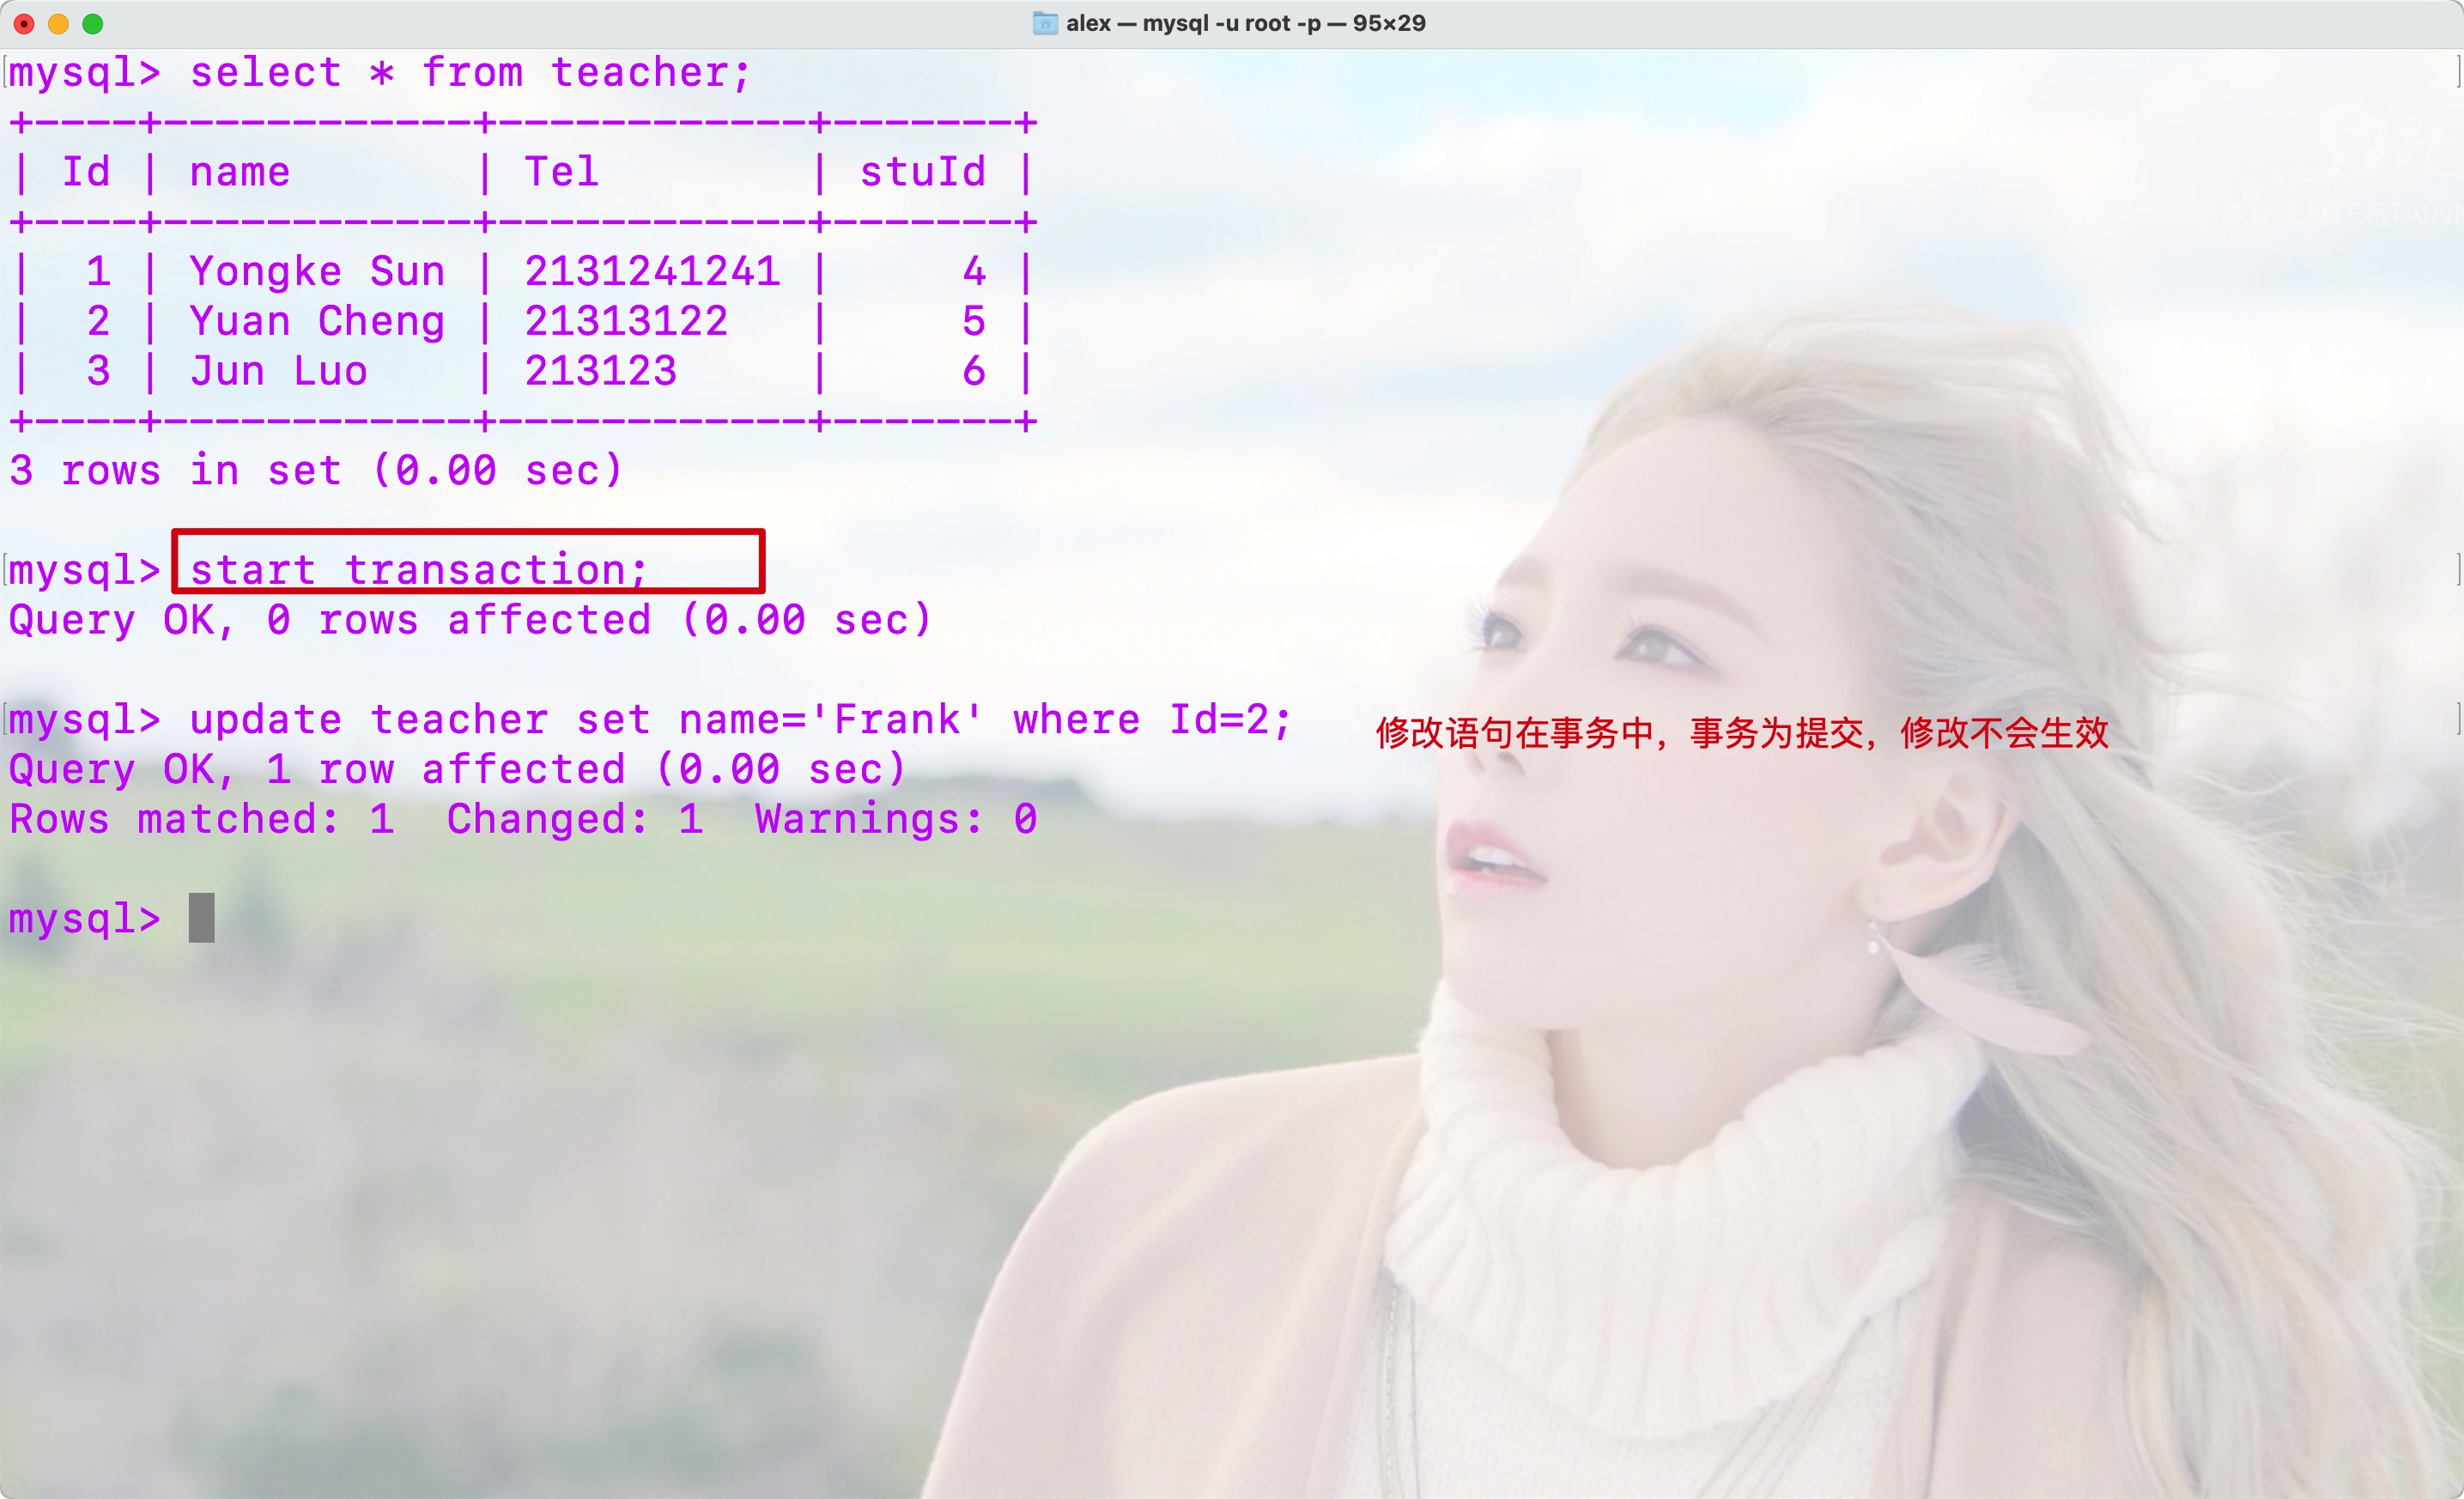 alex — mysql -u root -p — 95×29
mysql> select * from teacher;
+-----+------------+------------+-------+
| Id | name | Tel | stuId |
+-----+------------+------------+-------+
| 1 | Yongke Sun | 2131241241 | 4 |
| 2 | Yuan Cheng | 21313122 | 5 |
| 3 | Jun Luo | 213123 | 6 |
+-----+------------+------------+-------+
3 rows in set (0.00 sec)
mysql> start transaction;
Query OK, 0 rows affected (0.00 sec)
mysql> update teacher set name='Frank' where Id=2;
修改语句在事务中，事务为提交，修改不会生效
Query OK, 1 row affected (0.00 sec)
Rows matched: 1 Changed: 1 Warnings: 0
mysql>